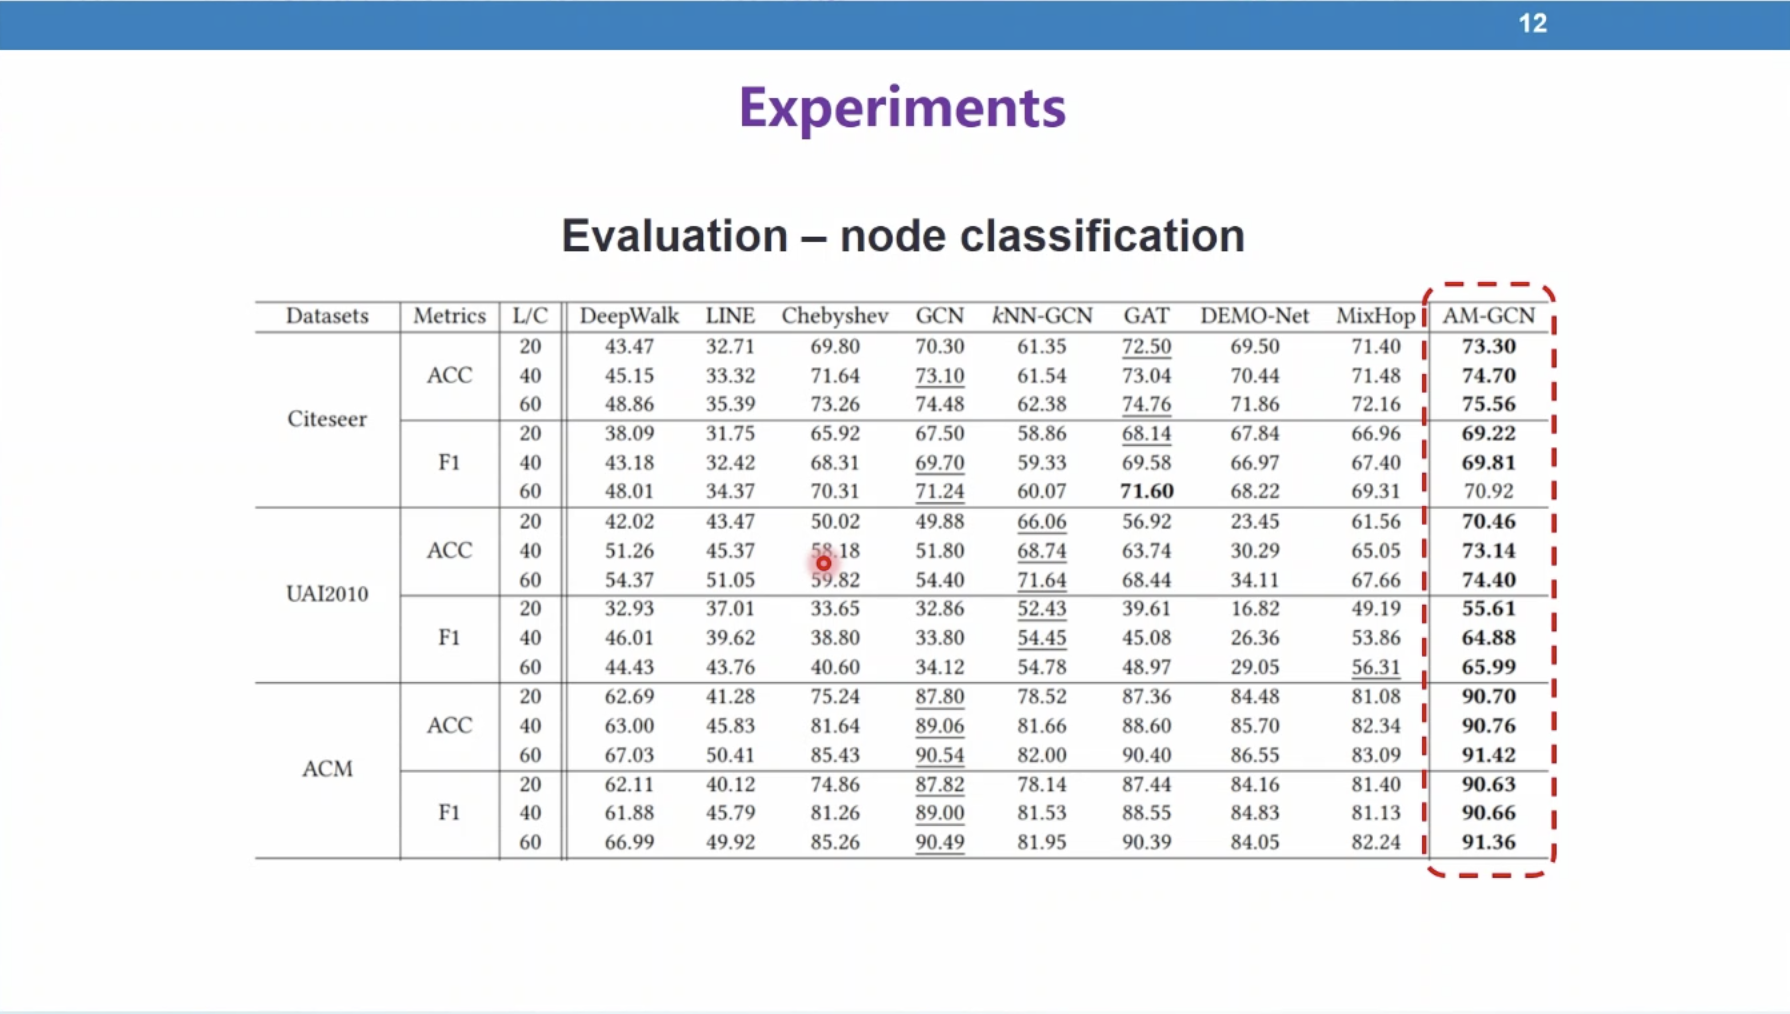 12
Experiments
Evaluation – node classification
Datasets Metrics L/C DeepWalk LINE Chebyshev GCN kNN-GCN GAT DEMO-Net MixHop AM-GCN
20 43.47 32.71 69.80 70.30 61.35 72.50 69.50 71.40 73.30
ACC 40 45.15 33.32 71.64 73.10 61.54 73.04 70.44 71.48 74.70
60 48.86 35.39 73.26 74.48 62.38 74.76 71.86 72.16 75.56
Citeseer
20 38.09 31.75 65.92 67.50 58.86 68.14 67.84 66.96 69.22
F1 40 43.18 32.42 68.31 69.70 59.33 69.58 66.97 67.40 69.81
60 48.01 34.37 70.31 71.24 60.07 71.60 68.22 69.31 70.92
20 42.02 43.47 50.02 49.88 66.06 56.92 23.45 61.56 70.46
ACC 40 51.26 45.37 58.18 51.80 68.74 63.74 30.29 65.05 73.14
60 54.37 51.05 59.82 54.40 71.64 68.44 34.11 67.66 74.40
UAI2010
20 32.93 37.01 33.65 32.86 52.43 39.61 16.82 49.19 55.61
F1 40 46.01 39.62 38.80 33.80 54.45 45.08 26.36 53.86 64.88
60 44.43 43.76 40.60 34.12 54.78 48.97 29.05 56.31 65.99
20 62.69 41.28 75.24 87.80 78.52 87.36 84.48 81.08 90.70
ACC 40 63.00 45.83 81.64 89.06 81.66 88.60 85.70 82.34 90.76
60 67.03 50.41 85.43 90.54 82.00 90.40 86.55 83.09 91.42
ACM
20 62.11 40.12 74.86 87.82 78.14 87.44 84.16 81.40 90.63
F1 40 61.88 45.79 81.26 89.00 81.53 88.55 84.83 81.13 90.66
60 66.99 49.92 85.26 90.49 81.95 90.39 84.05 82.24 91.36